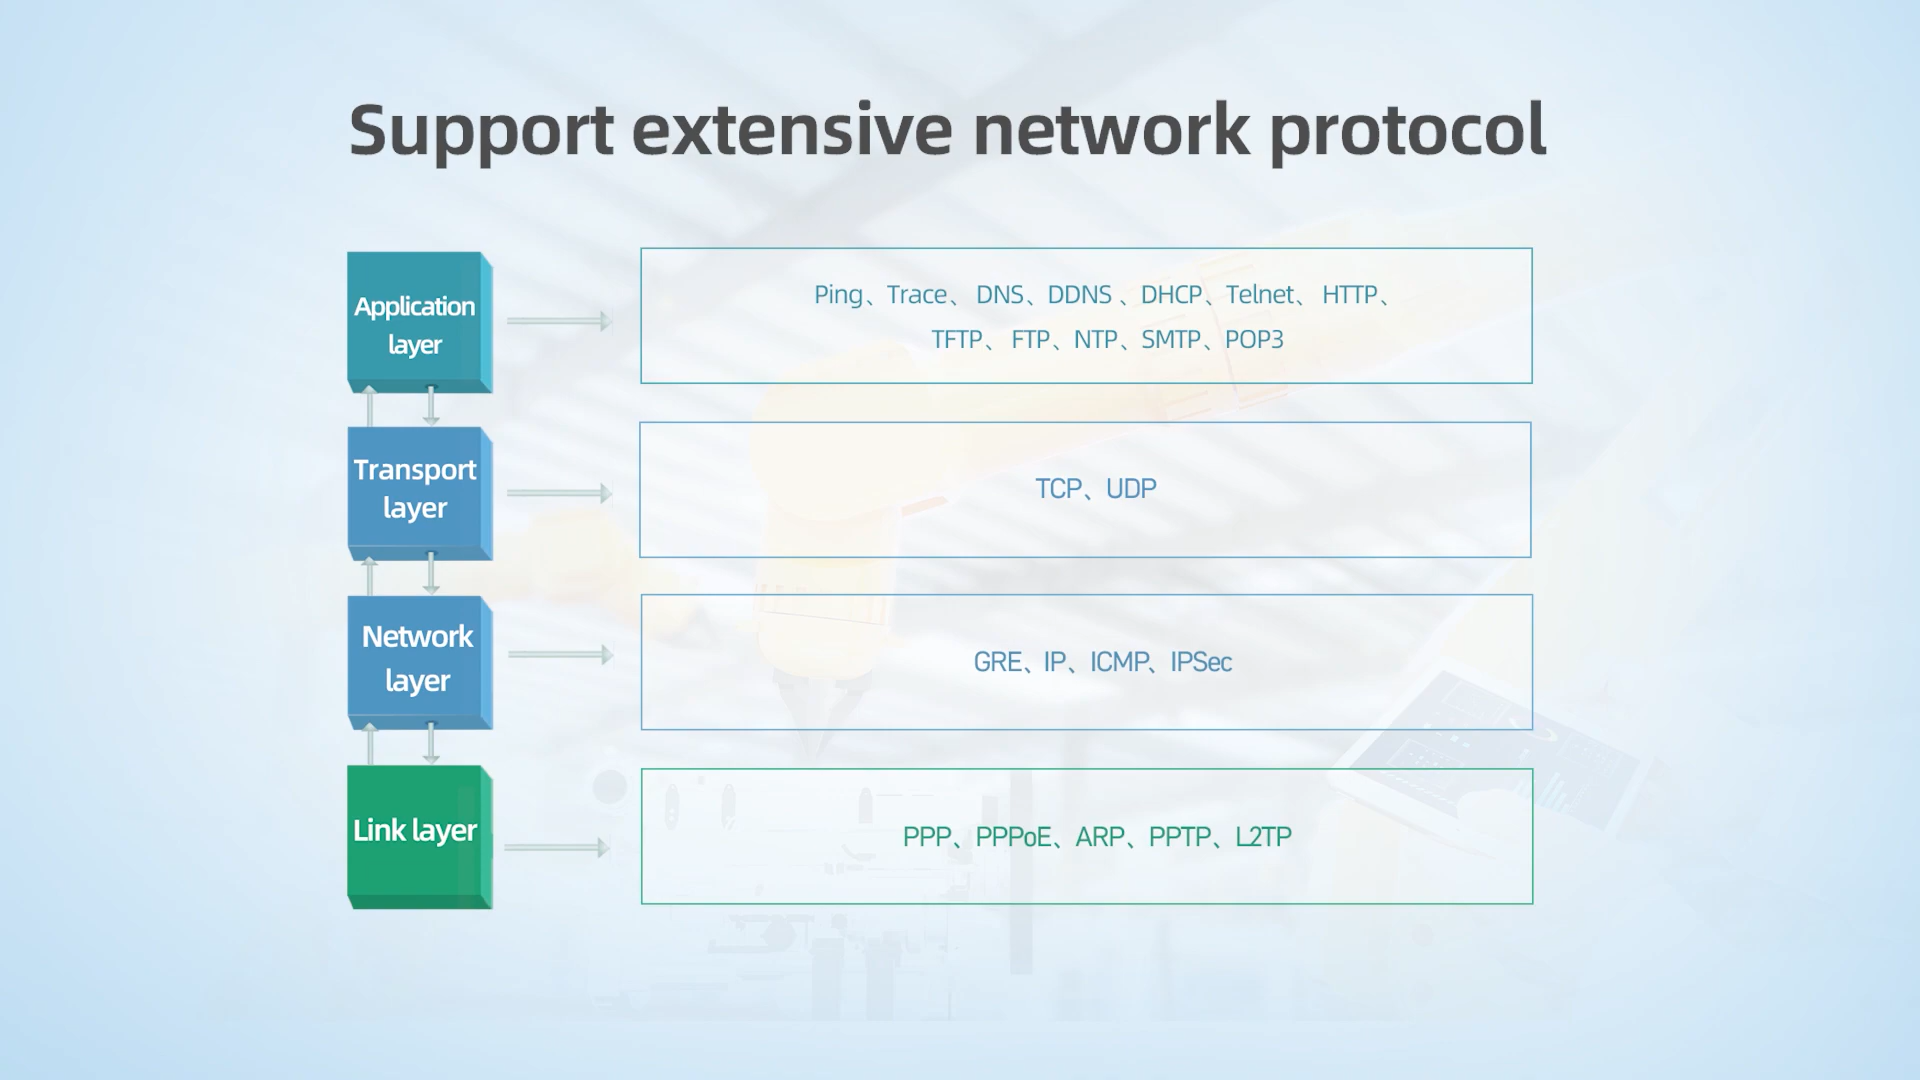 Support extensive network protocol
Application
layer
Ping、Trace、 DNS、DDNS 、DHCP、Telnet、 HTTP、
TFTP、 FTP、NTP、SMTP、POP3
Transport
layer
TCP、UDP
Network
layer
GRE、IP、ICMP、IPSec
Link layer
PPP、PPPoE、ARP、PPTP、L2TP